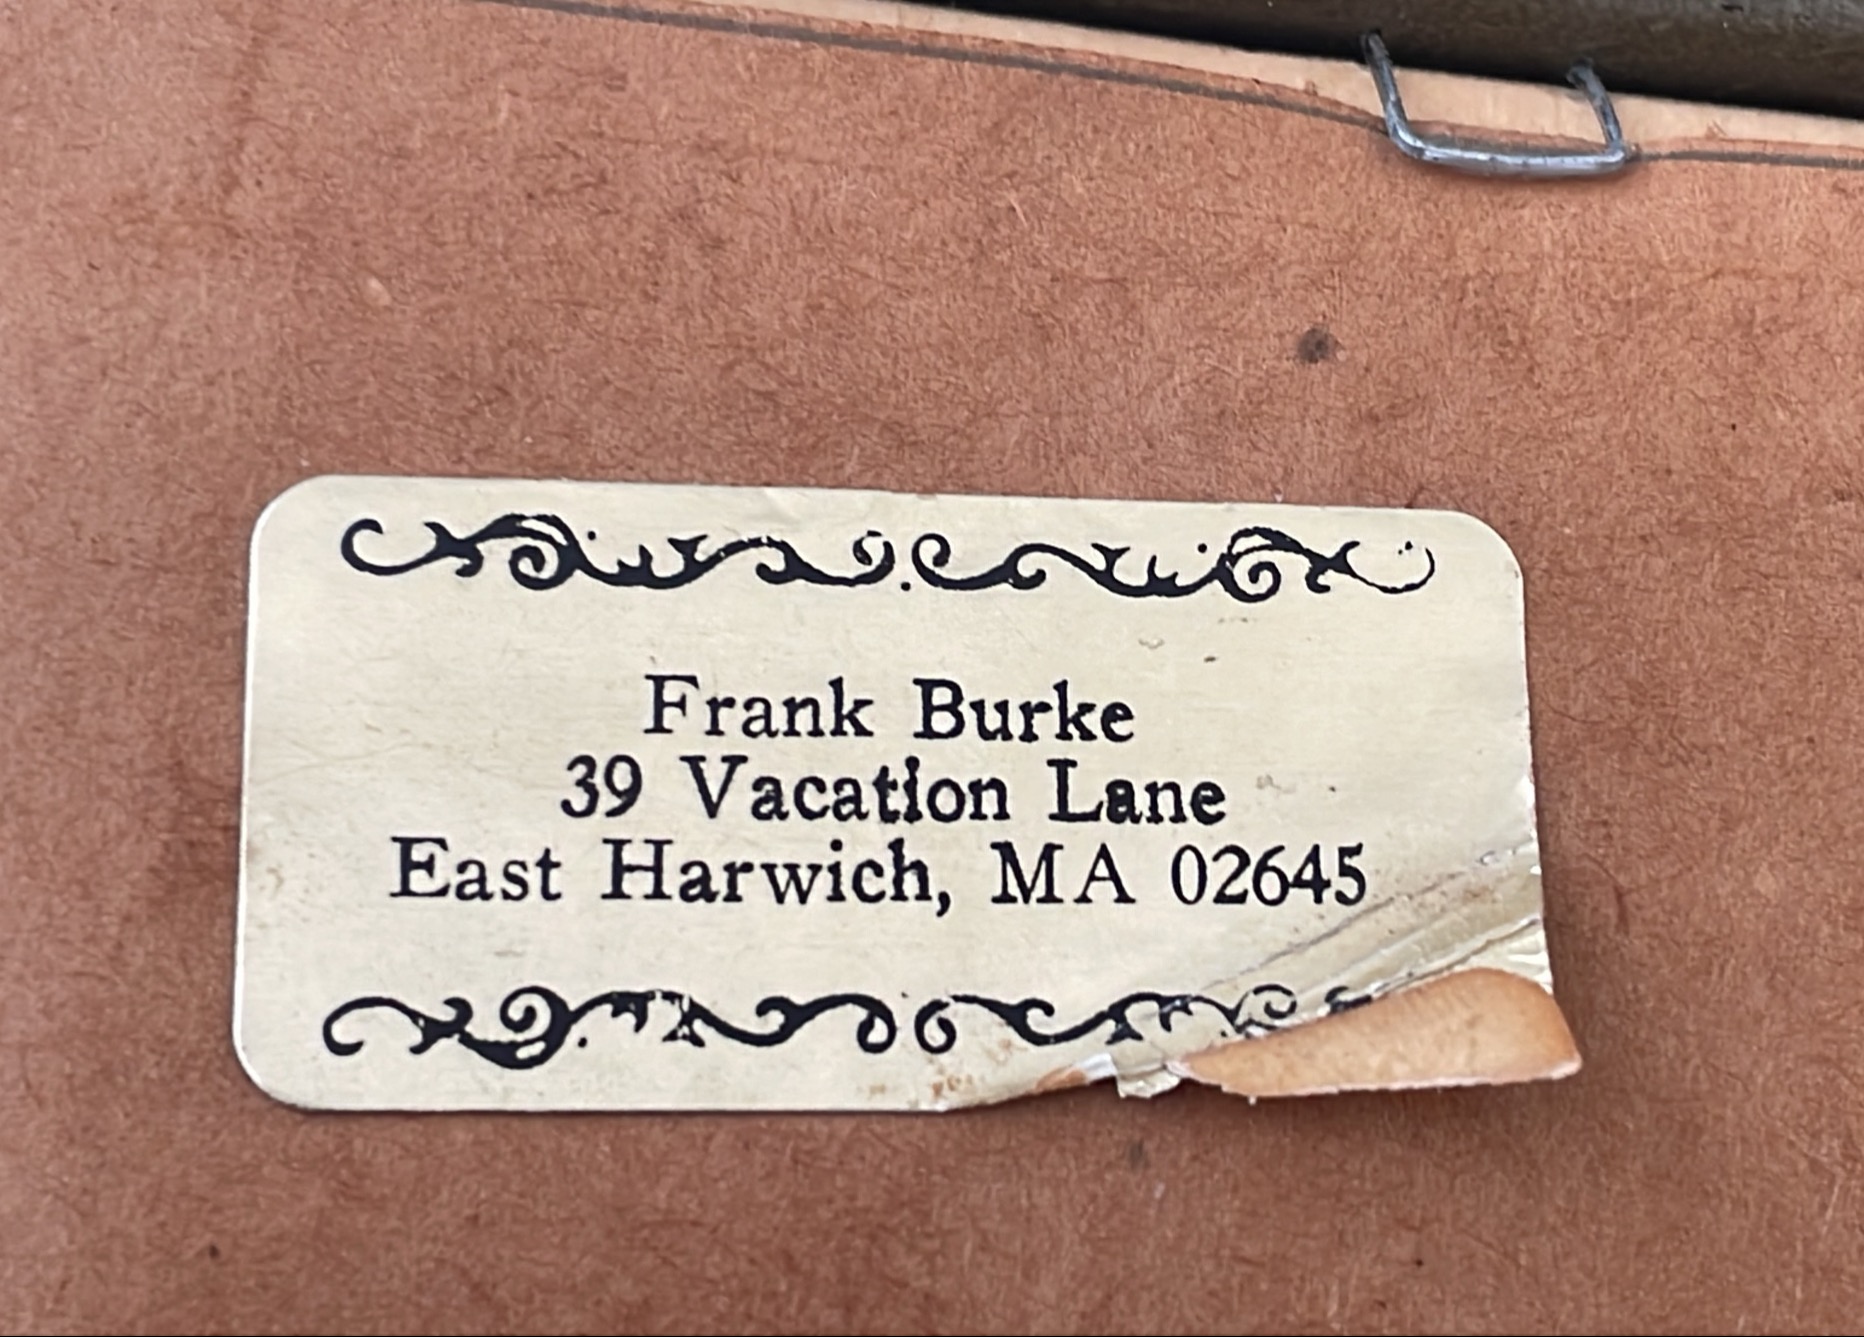 Frank Burke
39 Vacation Lane
East Harwich, MA 02645